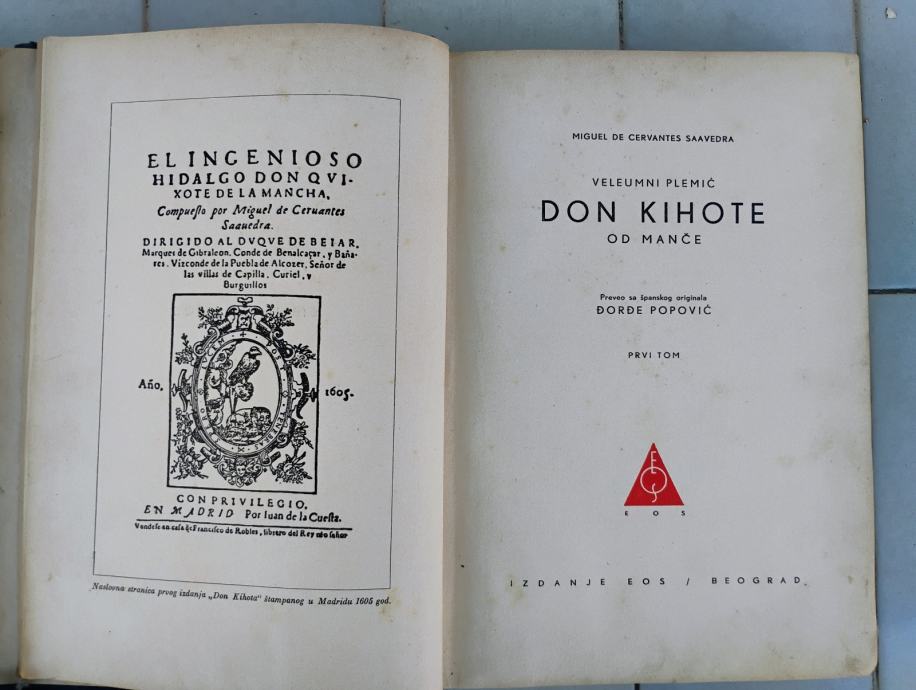 EL INGENIOSO
HIDALGO DON QVI-
XOTE DE LA MANCHA,
Compuesto por Miguel de Ceruantes
Saauedra.
DIRIGIDO AL DVQVE DE BEIAR,
Marques de Gibraleon, Conde de Benalcaçar, y Baña-
res, Vizconde de la Puebla de Alcozer, Señor de
las villas de Capilla, Curiel, y
Burguillos
Año, 1605.
CON PRIVILEGIO,
EN MADRID Por Iuan de la Cuesta.
Vendese en casa de Francisco de Robles, librero del Rey nro señor
Naslovna stranica prvog izdanja „Don Kihota“ štampanog u Madridu 1605 god.
MIGUEL DE CERVANTES SAAVEDRA
VELEUMNI PLEMIĆ
DON KIHOTE
OD MANČE
Preveo sa španskog originala
ĐORĐE POPOVIĆ
PRVI TOM
EOS
E O S
IZDANJE EOS / BEOGRAD